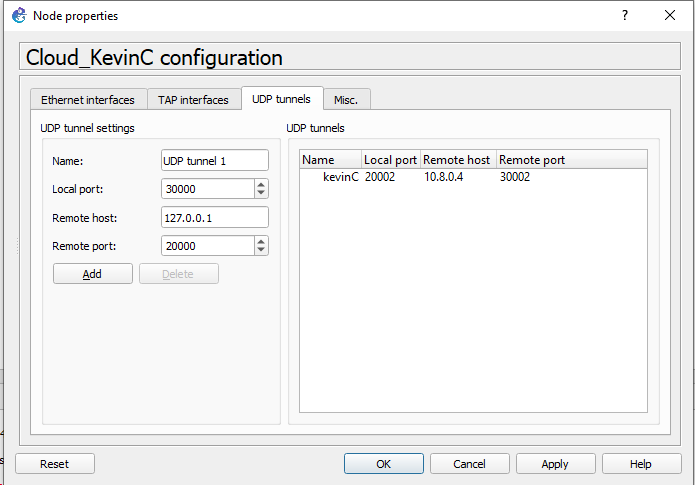 Node properties
?
Cloud_KevinC configuration
Ethernet interfaces TAP interfaces UDP tunnels Misc.
UDP tunnel settings
Name: UDP tunnel 1
Local port: 30000
Remote host: 127.0.0.1
Remote port: 20000
Add Delete
UDP tunnels
Name Local port Remote host Remote port
kevinC 20002 10.8.0.4 30002
Reset OK Cancel Apply Help